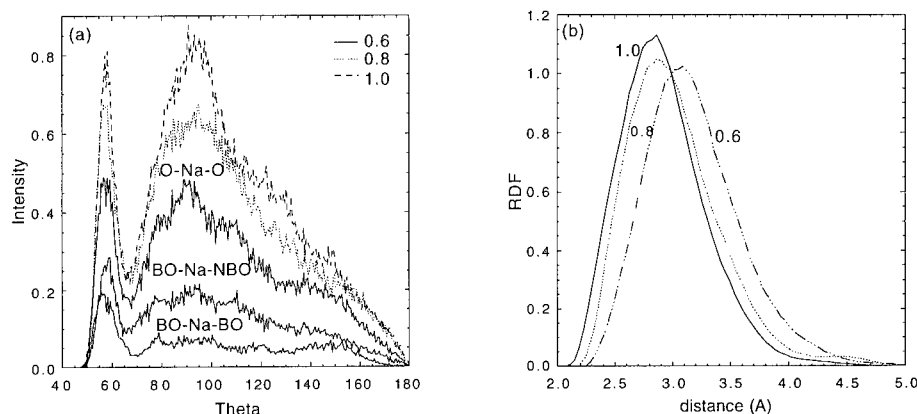 (a)
0.6
0.8
1.0
O-Na-O
BO-Na-NBO
BO-Na-BO
Intensity
0.8
0.6
0.4
0.2
0.0
40 60 80 100 120 140 160 180
Theta
(b)
1.0
0.8
0.6
RDF
1.2
1.0
0.8
0.6
0.4
0.2
0.0
2.0 2.5 3.0 3.5 4.0 4.5 5.0
distance (A)